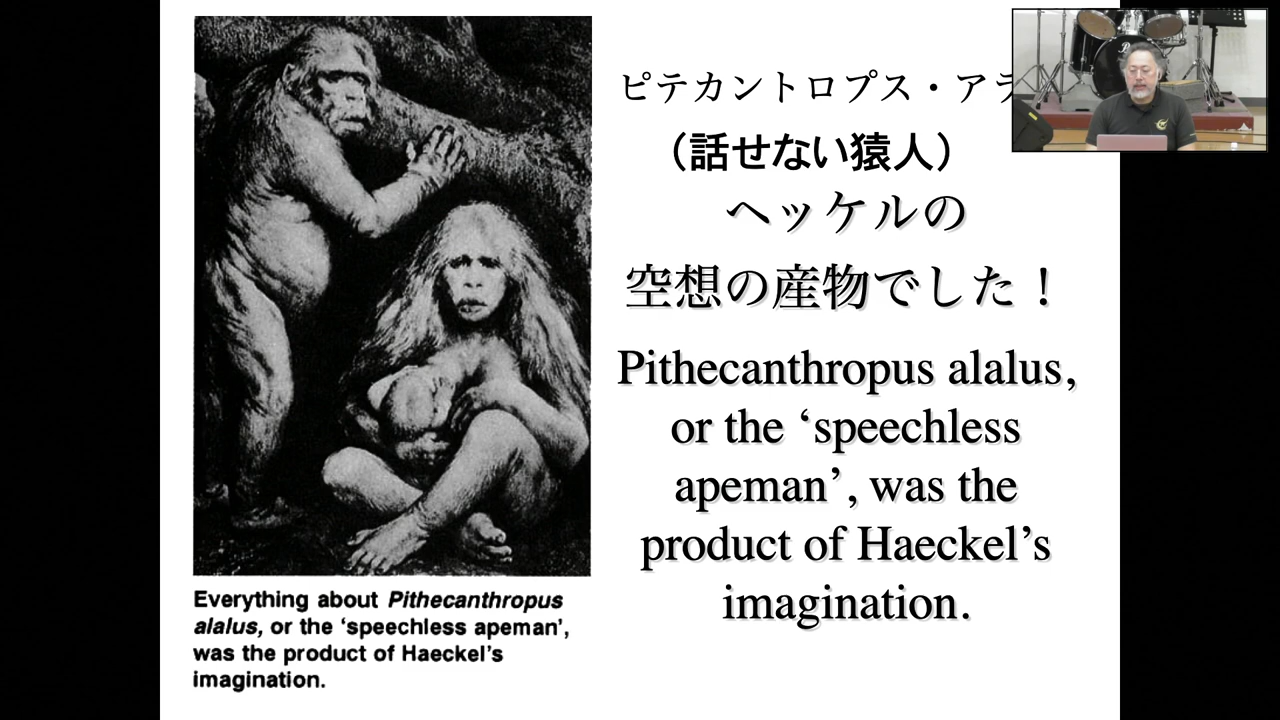 ピテカントロプス・アラ
（話せない猿人）
ヘッケルの
空想の産物でした！
Pithecanthropus alalus,
or the ‘speechless
apeman’, was the
product of Haeckel’s
imagination.
Everything about Pithecanthropus
alalus, or the ‘speechless apeman’,
was the product of Haeckel’s
imagination.